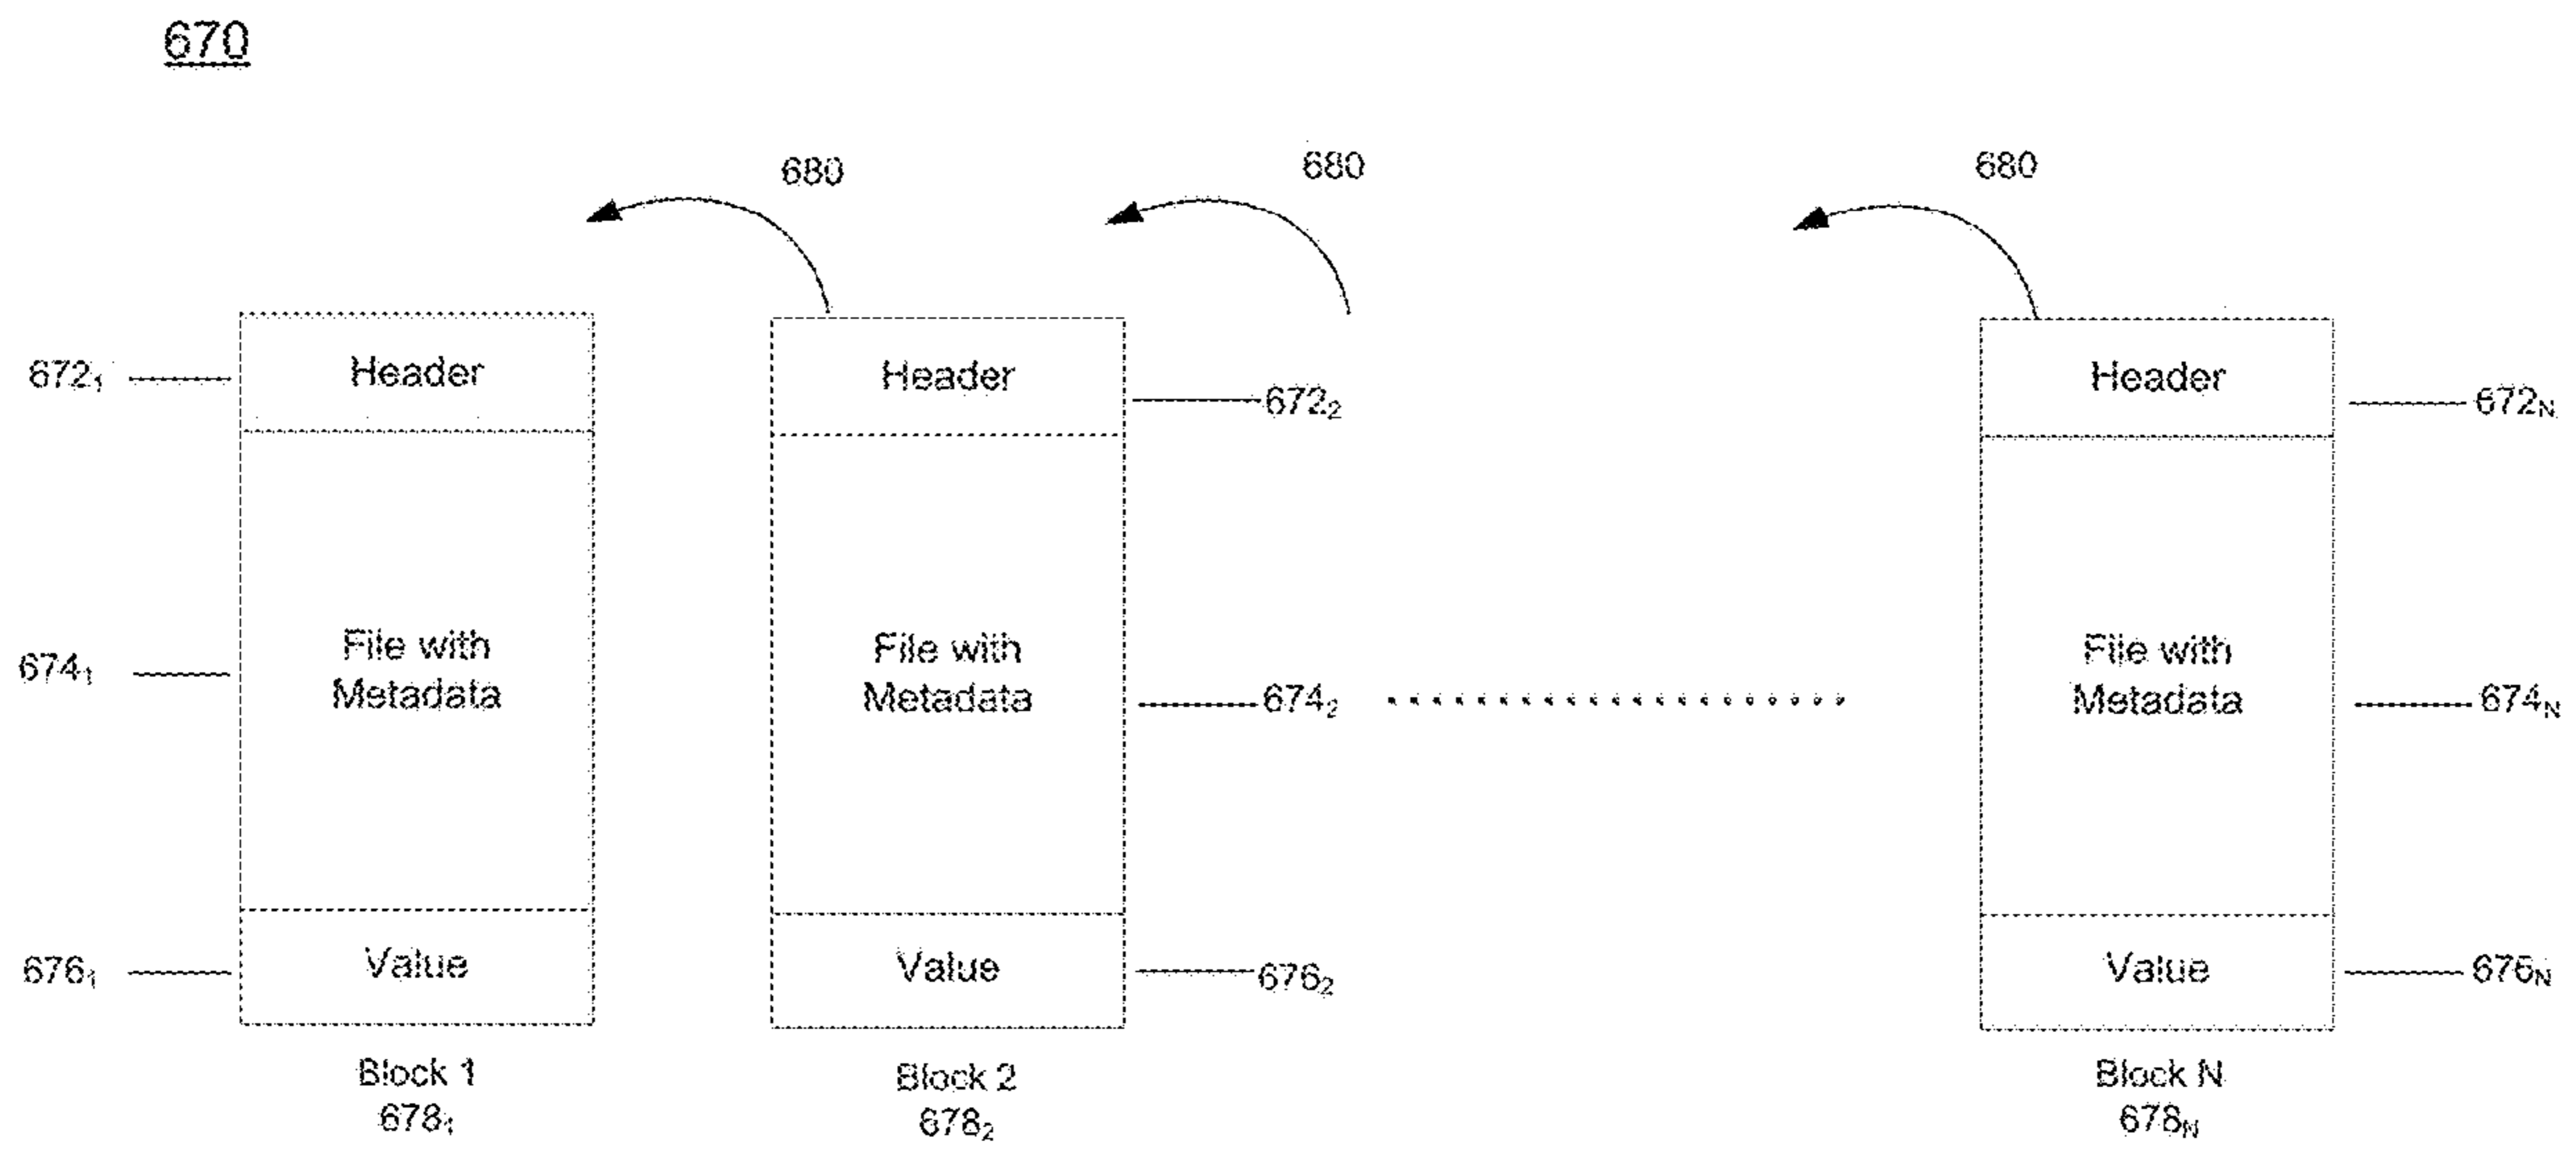 670
680
680
680
Header
Header
Header
672₁
672₂
672ₙ
File with
Metadata
File with
Metadata
File with
Metadata
674₁
674₂
674ₙ
Value
Value
Value
676₁
676₂
676ₙ
Block 1
678₁
Block 2
678₂
Block N
678ₙ